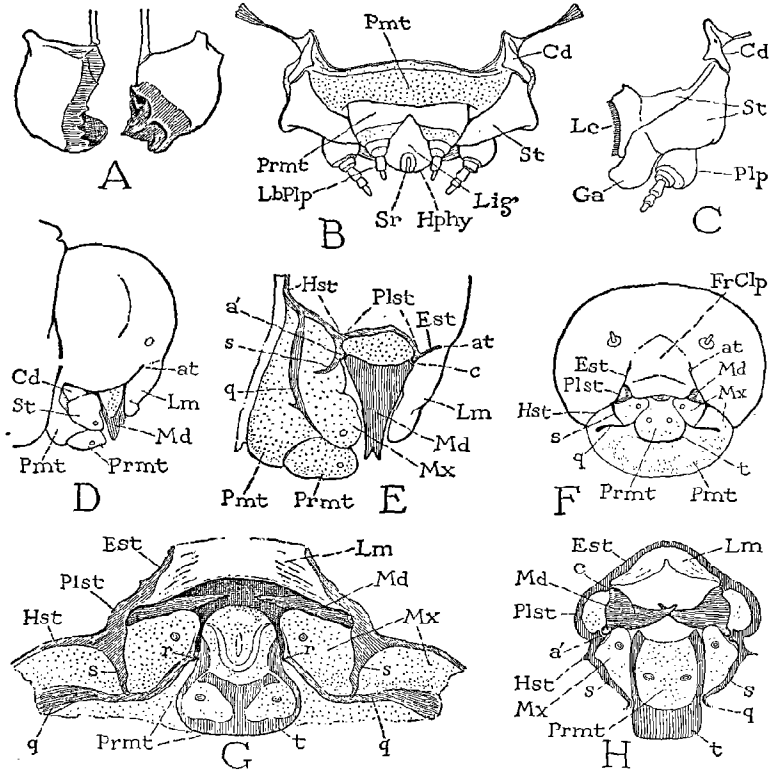 Pmt
Cd
Prmt
St
LbPlp
Sr
Hphy
Lig
A
B
Cd
Lc
St
Ga
Plp
C
Cd
St
Pmt
Prmt
Md
Lm
at
D
Hst
Plst
Est
a'
s
q
at
c
Lm
Md
Mx
Pmt
Prmt
E
FrClp
Est
Plst
Hst
s
q
at
Md
Mx
t
Prmt
Pmt
F
Est
Lm
Plst
Md
Hst
Mx
r
r
s
s
q
Prmt
t
q
G
Est
Lm
c
Md
Plst
a'
Hst
s
s
Mx
q
Prmt
t
H